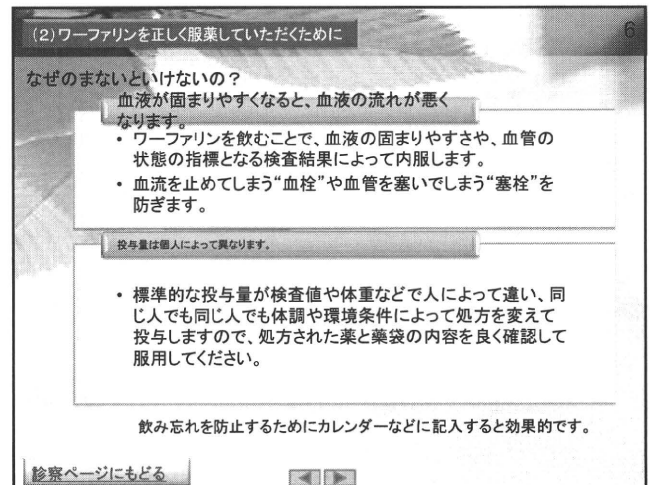 (2)ワーファリンを正しく服薬していただくために
6
なぜのまないといけないの？
血液が固まりやすくなると、血液の流れが悪く
なります。
• ワーファリンを飲むことで、血液の固まりやすさや、血管の
状態の指標となる検査結果によって内服します。
• 血流を止めてしまう“血栓”や血管を塞いでしまう“塞栓”を
防ぎます。
投与量は個人によって異なります。
• 標準的な投与量が検査値や体重などで人によって違い、同
じ人でも同じ人でも体調や環境条件によって処方を変えて
投与しますので、処方された薬と薬袋の内容を良く確認して
服用してください。
飲み忘れを防止するためにカレンダーなどに記入すると効果的です。
診察ページにもどる